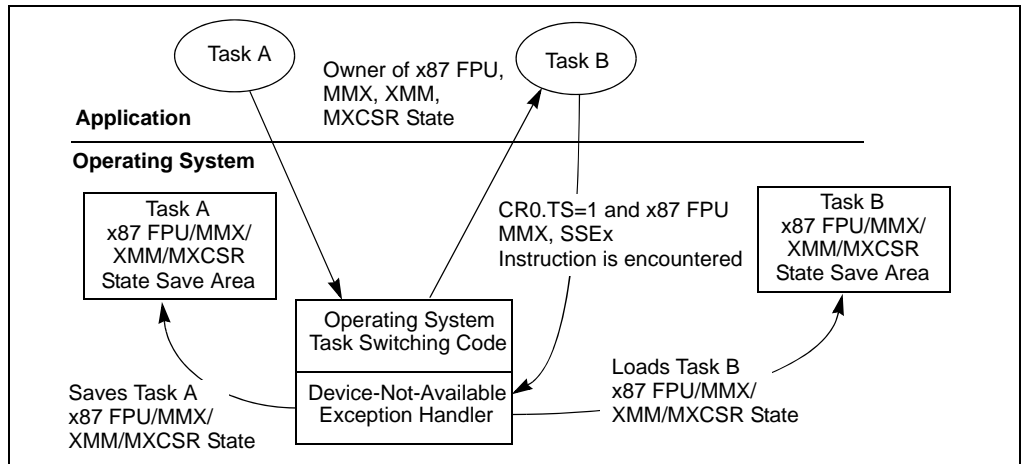 Task A
Owner of x87 FPU,
MMX, XMM,
MXCSR State
Task B
Application
Operating System
Task A
x87 FPU/MMX/
XMM/MXCSR
State Save Area
CR0.TS=1 and x87 FPU
MMX, SSEx
Instruction is encountered
Task B
x87 FPU/MMX/
XMM/MXCSR
State Save Area
Operating System
Task Switching Code
Device-Not-Available
Exception Handler
Saves Task A
x87 FPU/MMX/
XMM/MXCSR State
Loads Task B
x87 FPU/MMX/
XMM/MXCSR State